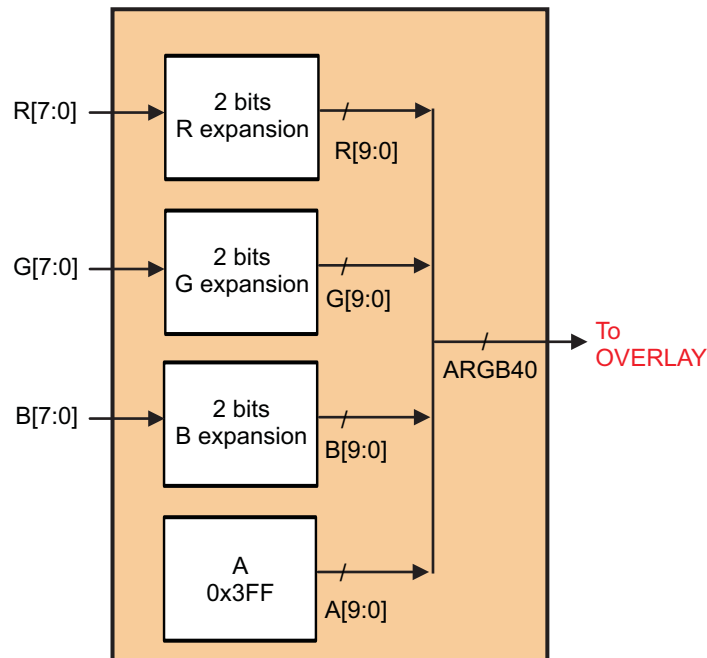 R[7:0]
2 bits
R expansion
R[9:0]
G[7:0]
2 bits
G expansion
G[9:0]
To
OVERLAY
ARGB40
B[7:0]
2 bits
B expansion
B[9:0]
A
0x3FF
A[9:0]